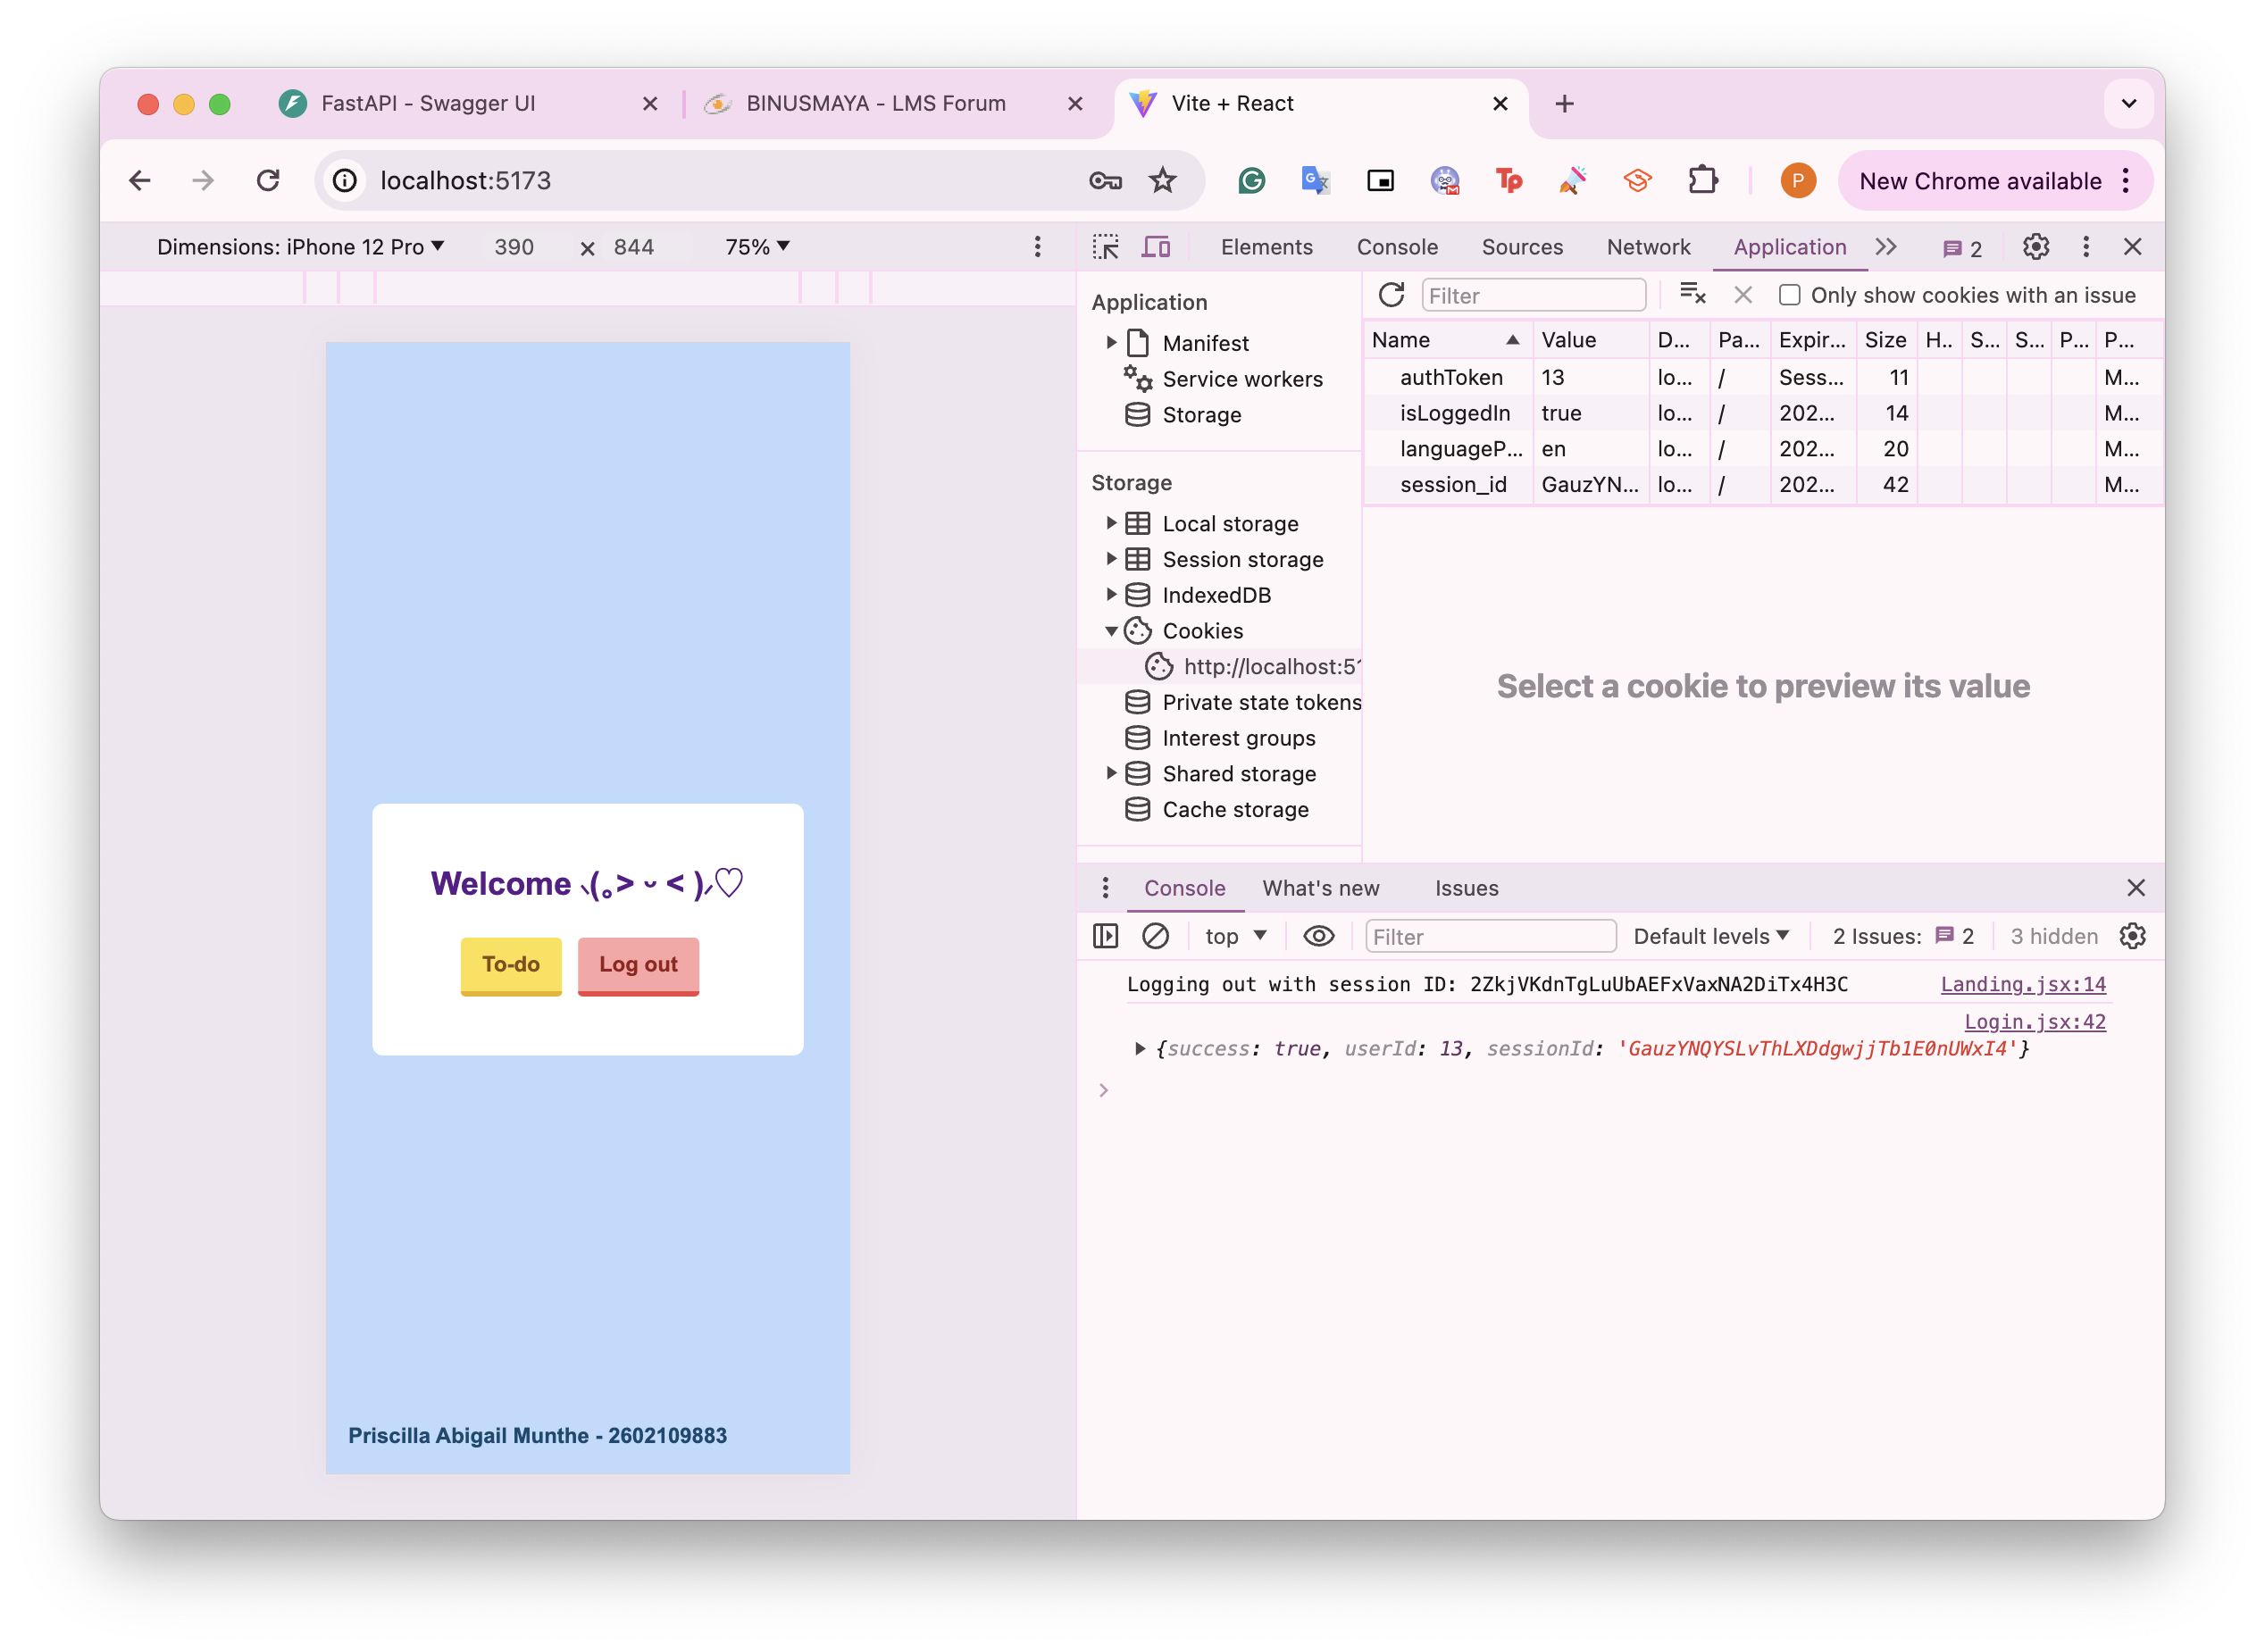 FastAPI - Swagger UI
BINUSMAYA - LMS Forum
Vite + React
localhost:5173
P
New Chrome available
Dimensions: iPhone 12 Pro 390 × 844 75%
Elements Console Sources Network Application 2
Application
Manifest
Service workers
Storage
Storage
Local storage
Session storage
IndexedDB
Cookies
http://localhost:51
Private state tokens
Interest groups
Shared storage
Cache storage
Filter Only show cookies with an issue
Name Value D... Pa... Expir... Size H.. S... S... P... P...
authToken 13 lo... / Sess... 11 M...
isLoggedIn true lo... / 202... 14 M...
languageP... en lo... / 202... 20 M...
session_id GauzYN... lo... / 202... 42 M...
Select a cookie to preview its value
Welcome ⸜(｡> ᵕ < )⸝♡
To-do Log out
Priscilla Abigail Munthe - 2602109883
Console What's new Issues
top Filter Default levels 2 Issues: 2 3 hidden
Logging out with session ID: 2ZkjVKdnTgLuUbAEFxVaxNA2DiTx4H3C Landing.jsx:14
Login.jsx:42
{success: true, userId: 13, sessionId: 'GauzYNQYSLvThLXDdgwjjTb1E0nUWxI4'}